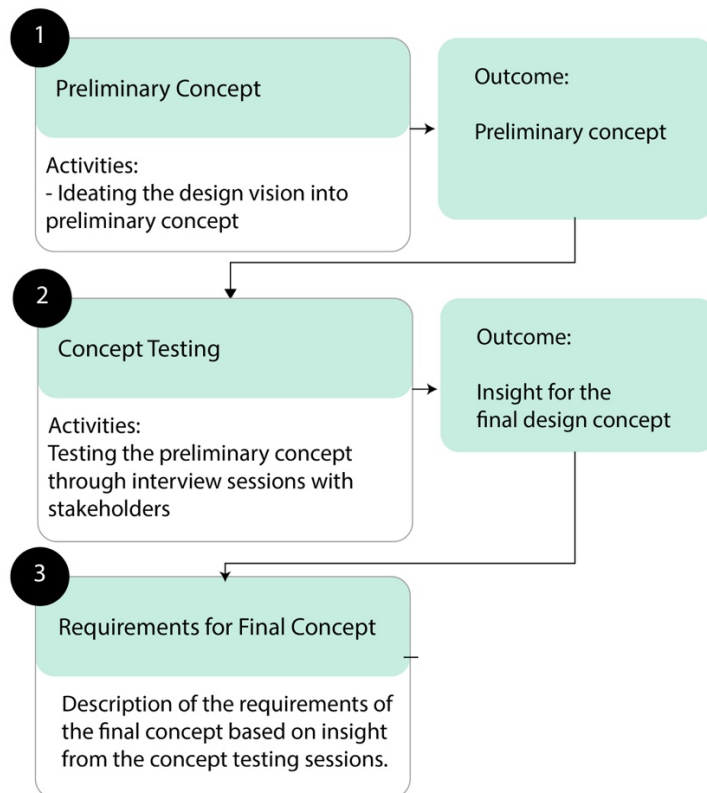 1
Preliminary Concept
Activities:
- Ideating the design vision into
preliminary concept
Outcome:
Preliminary concept
2
Concept Testing
Activities:
Testing the preliminary concept
through interview sessions with
stakeholders
Outcome:
Insight for the
final design concept
3
Requirements for Final Concept
Description of the requirements of
the final concept based on insight
from the concept testing sessions.